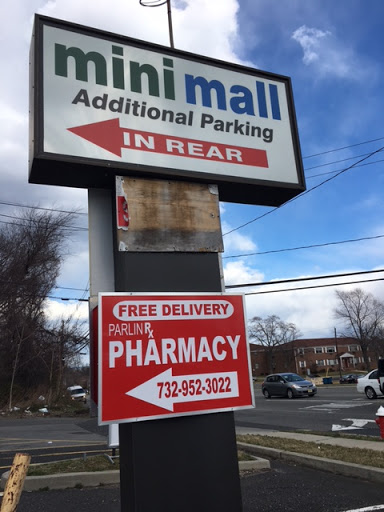 mini mall
Additional Parking
IN REAR
FREE DELIVERY
PARLIN Rx
PHARMACY
732-952-3022